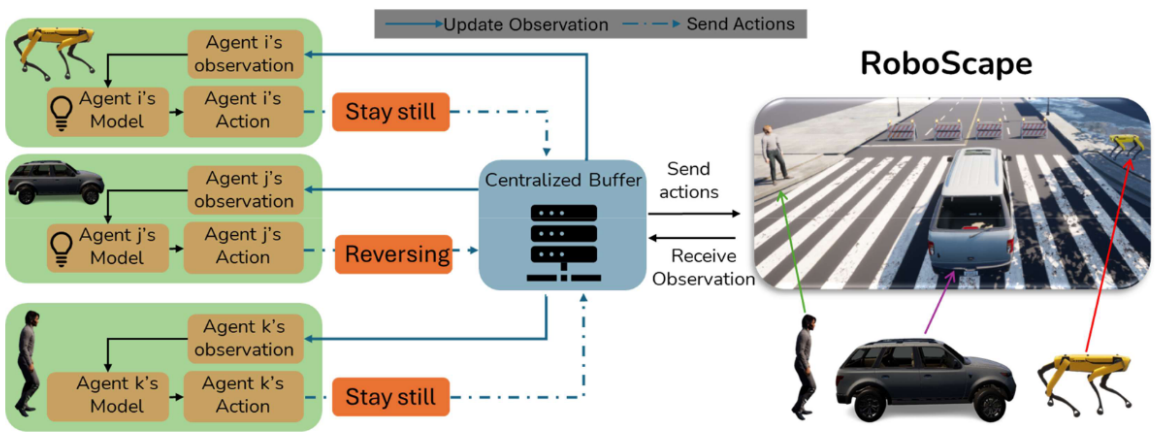 Update Observation
Send Actions
Agent i's
observation
Agent i's
Model
Agent i's
Action
Stay still
Agent j's
observation
Agent j's
Model
Agent j's
Action
Reversing
Agent k's
observation
Agent k's
Model
Agent k's
Action
Stay still
Centralized Buffer
Send
actions
Receive
Observation
RoboScape